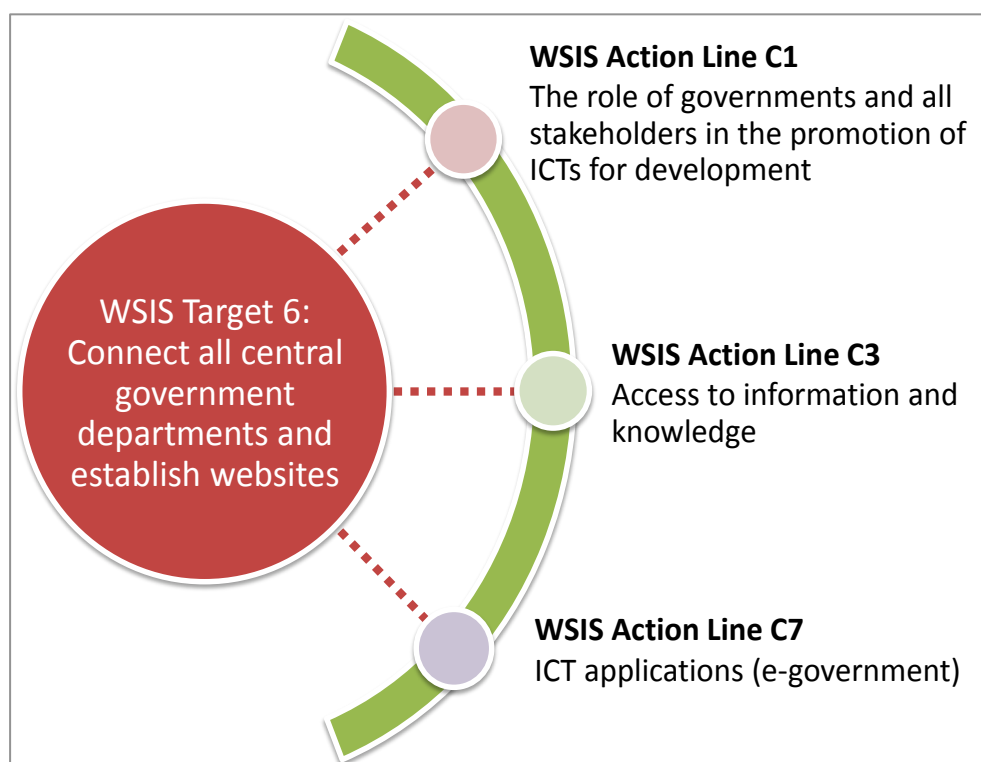 WSIS Action Line C1
The role of governments and all
stakeholders in the promotion of
ICTs for development
WSIS Target 6:
Connect all central
government
departments and
establish websites
WSIS Action Line C3
Access to information and
knowledge
WSIS Action Line C7
ICT applications (e-government)